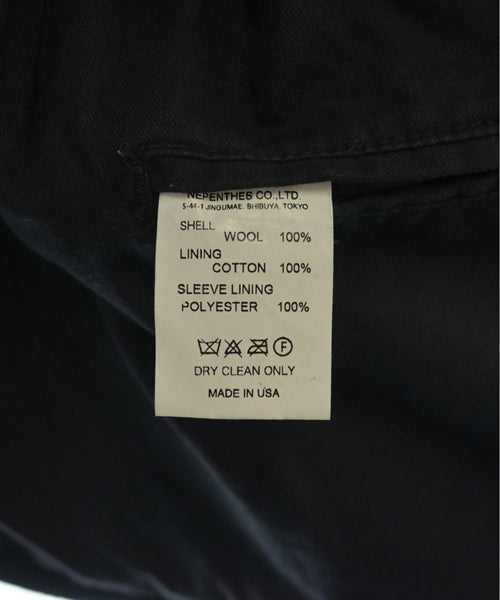 NEPENTHES CO.,LTD.
5-44-1 JINGUMAE. SHIBUYA, TOKYO
SHELL
WOOL 100%
LINING
COTTON 100%
SLEEVE LINING
POLYESTER 100%
F
DRY CLEAN ONLY
MADE IN USA